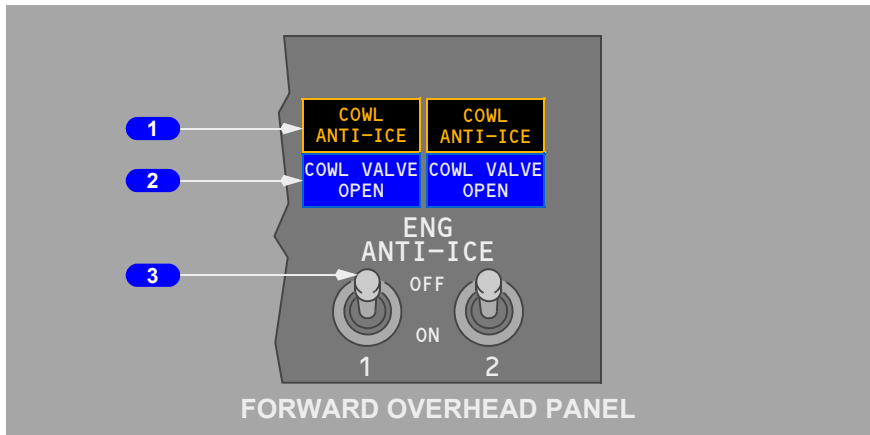 1
COWL
ANTI-ICE
COWL
ANTI-ICE
2
COWL VALVE
OPEN
COWL VALVE
OPEN
ENG
ANTI-ICE
3
OFF
ON
1
2
FORWARD OVERHEAD PANEL